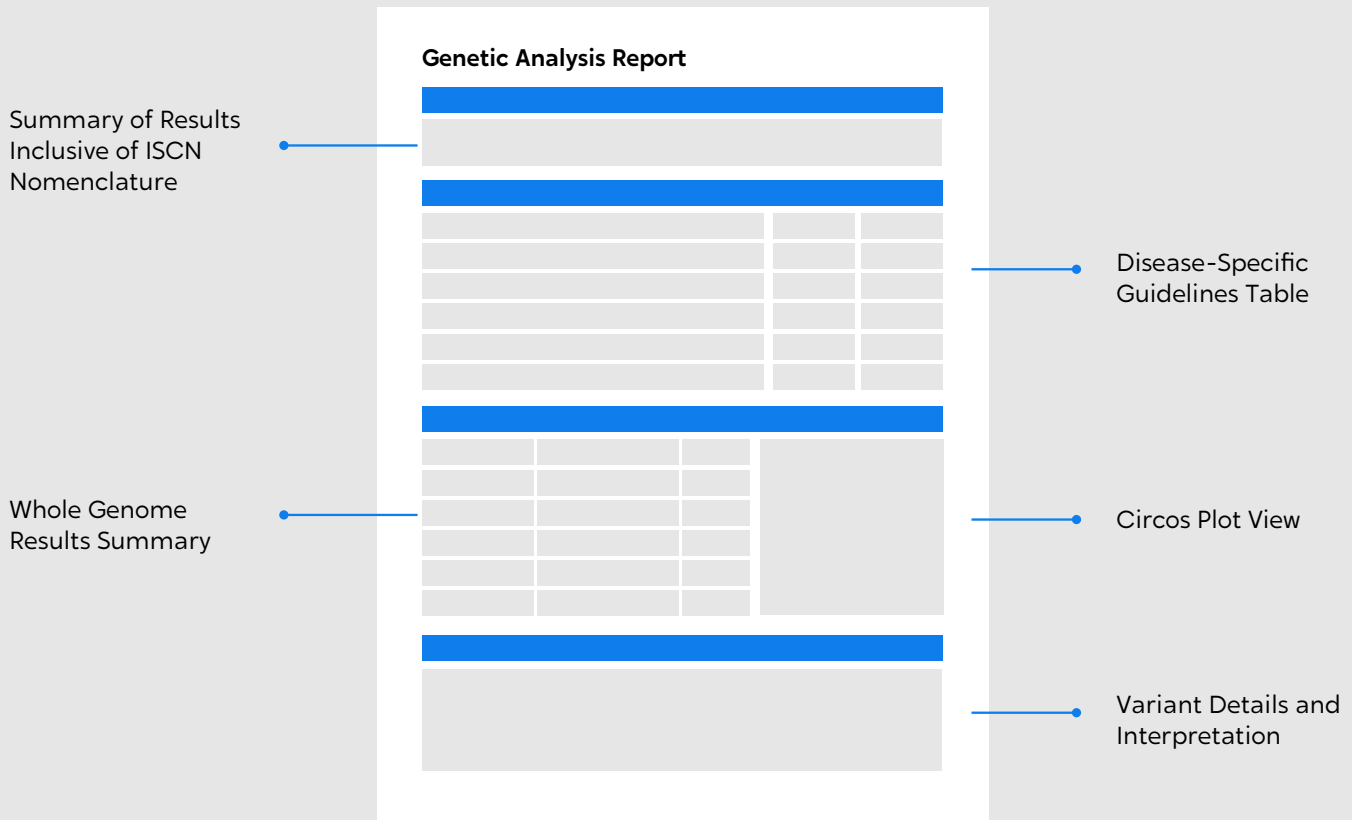 Genetic Analysis Report
Summary of Results
Inclusive of ISCN
Nomenclature
Disease-Specific
Guidelines Table
Whole Genome
Results Summary
Circos Plot View
Variant Details and
Interpretation